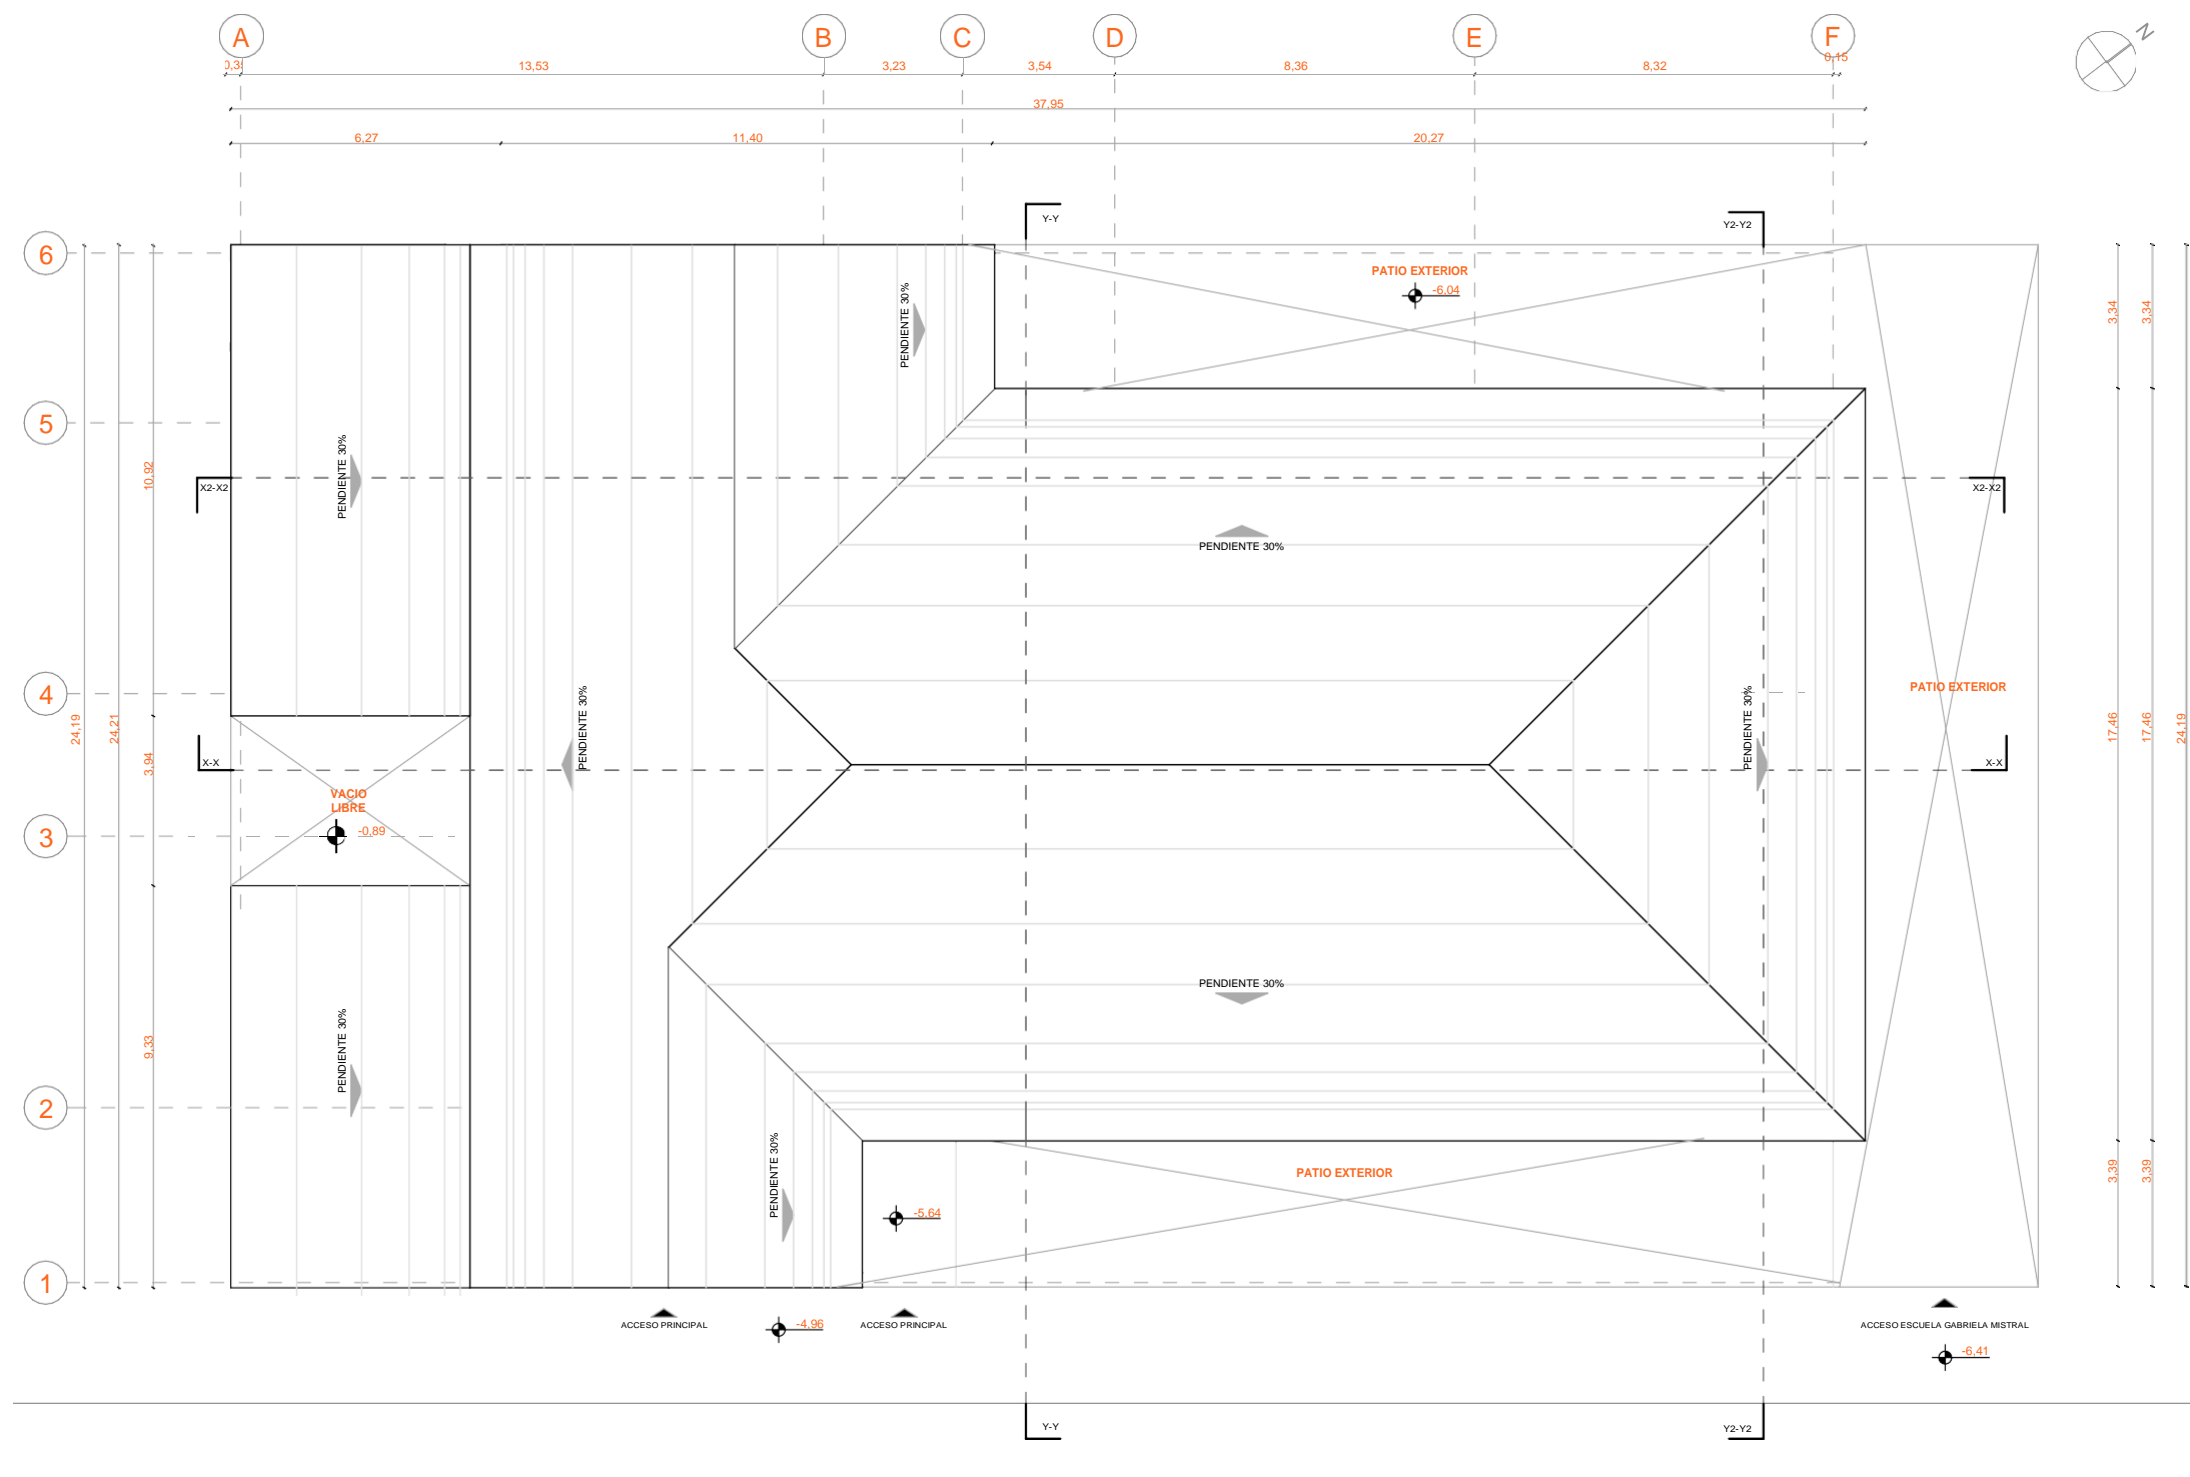 A
B
C
D
E
F
N
13,53
3,23
3,54
8,36
8,32
0,15
37,95
6,27
11,40
20,27
Y-Y
Y2-Y2
6
5
4
3
2
1
PATIO EXTERIOR
-6,04
PENDIENTE 30%
3,34
3,34
PENDIENTE 30%
10,92
X2-X2
X2-X2
PENDIENTE 30%
PENDIENTE 30%
PENDIENTE 30%
PATIO EXTERIOR
24,19
24,21
3,94
17,46
17,46
24,19
X-X
X-X
VACIO
LIBRE
-0,89
PENDIENTE 30%
PENDIENTE 30%
9,33
PENDIENTE 30%
PATIO EXTERIOR
3,39
3,39
-5,64
ACCESO PRINCIPAL
-4,96
ACCESO PRINCIPAL
ACCESO ESCUELA GABRIELA MISTRAL
-6,41
Y-Y
Y2-Y2